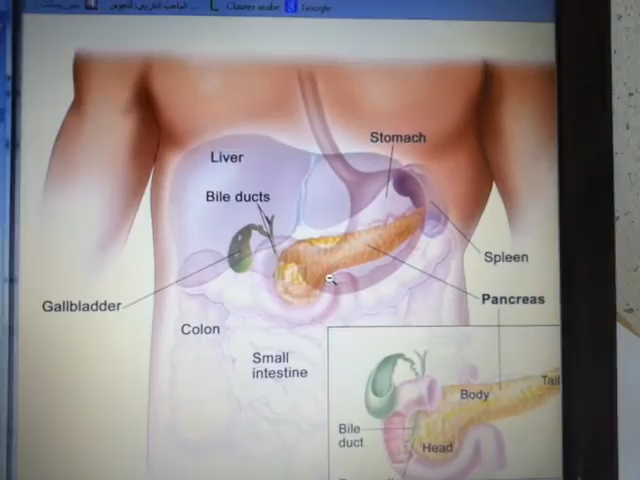 Clavier arabe
Google
Stomach
Liver
Bile ducts
Spleen
Gallbladder
Pancreas
Colon
Small
intestine
Tail
Body
Bile
duct
Head